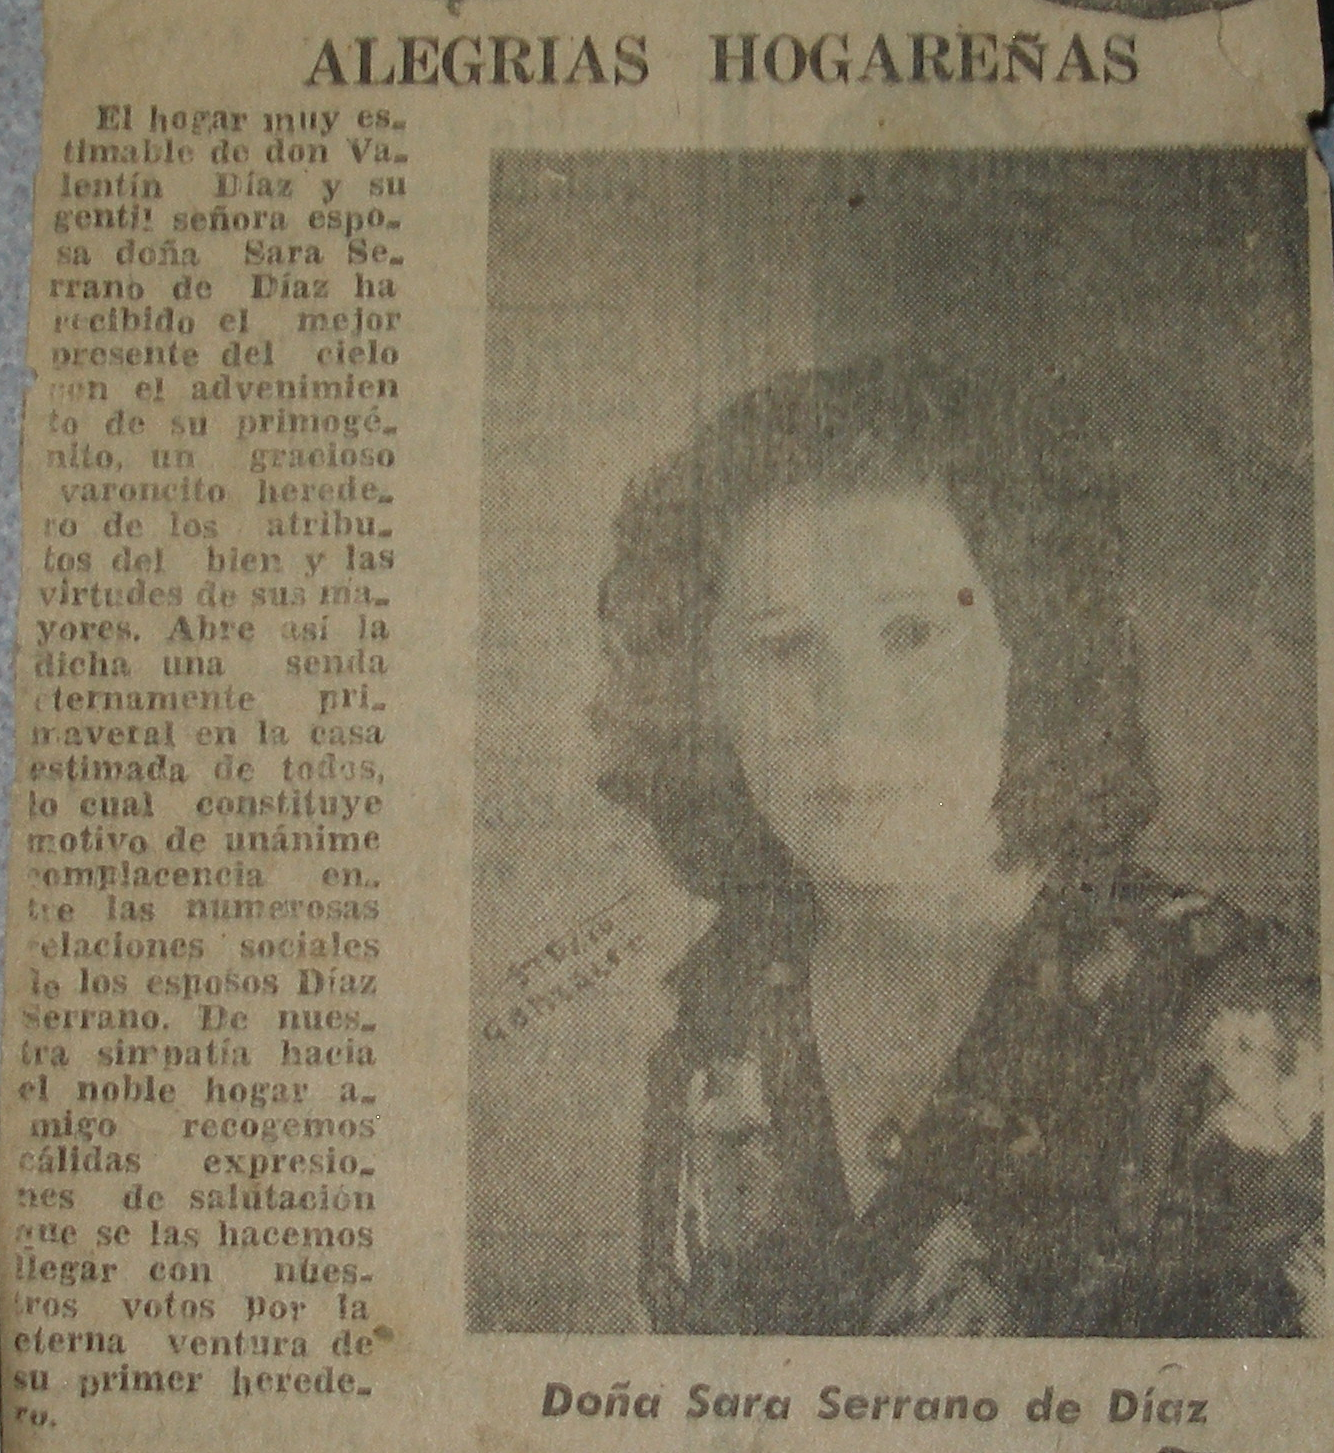 ALEGRIAS HOGAREÑAS
El hogar muy es-
timable de don Va-
lentín Díaz y su
gentil señora espo-
sa doña Sara Se-
rrano de Díaz ha
recibido el mejor
presente del cielo
con el advenimien
to de su primogé-
nito, un gracioso
varoncito herede-
ro de los atribu-
tos del bien y las
virtudes de sus ma-
yores. Abre así la
dicha una senda
eternamente pri-
maveral en la casa
estimada de todos,
lo cual constituye
motivo de unánime
complacencia en-
tre las numerosas
relaciones sociales
de los esposos Díaz
Serrano. De nues-
tra simpatía hacia
el noble hogar a-
migo recogemos
cálidas expresio-
nes de salutación
que se las hacemos
llegar con nues-
tros votos por la
eterna ventura de
su primer herede-
ro.
STUDIO
Doña Sara Serrano de Díaz